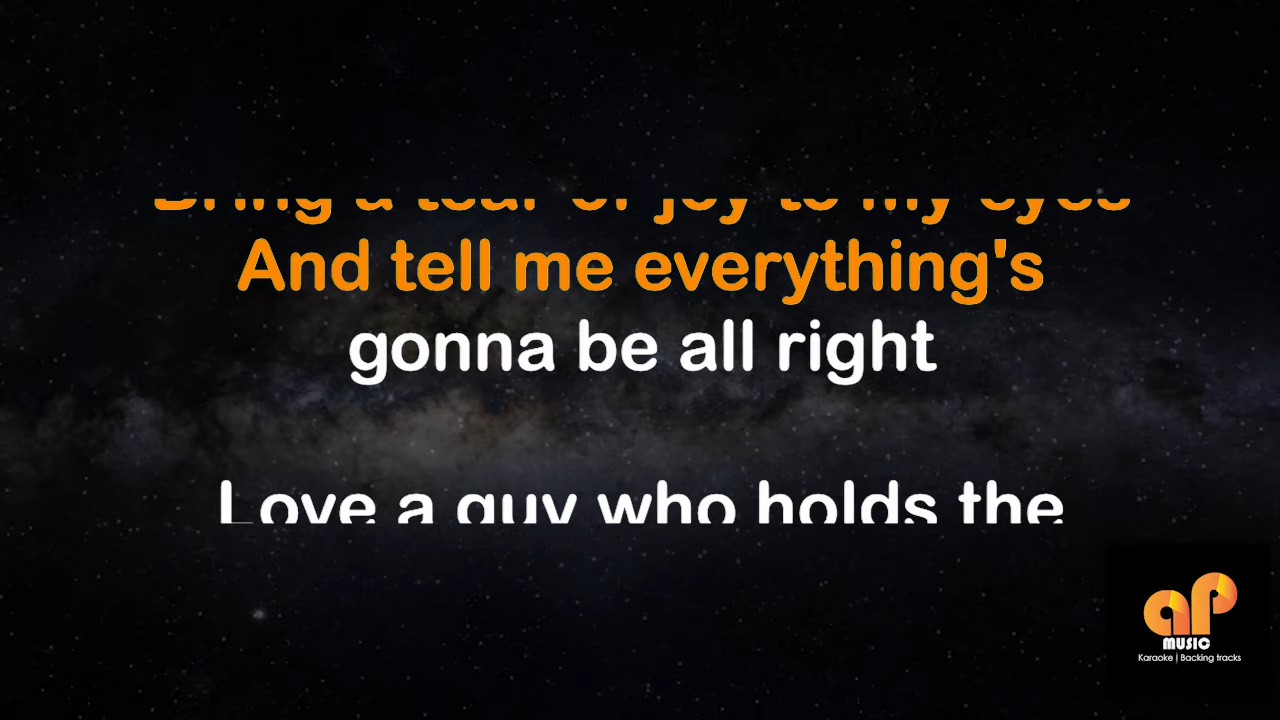 Bring a tear of joy to my eyes
And tell me everything's
gonna be all right
Love a guy who holds the
aP
MUSIC
Karaoke | Backing tracks